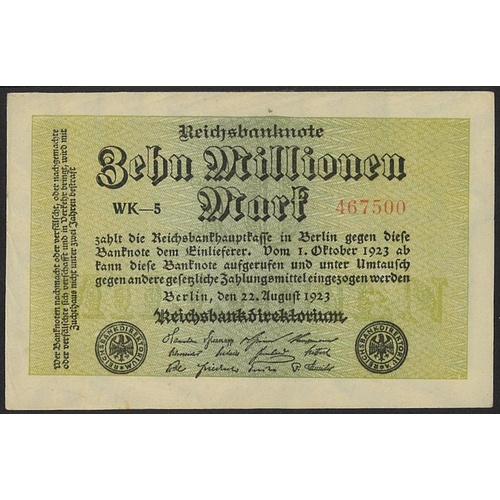 Reichsbanknote
Zehn Millionen
WK—5 Mark 467500
zahlt die Reichsbankhauptkasse in Berlin gegen diese
Banknote dem Einlieferer. Vom 1. Oktober 1923 ab
kann diese Banknote aufgerufen und unter Umtausch
gegen andere gesetzliche Zahlungsmittel eingezogen werden
Berlin, den 22. August 1923
Reichsbankdirektorium
REICHSBANKDIREKTORIUM
REICHSBANKDIREKTORIUM
Wer Banknoten nachmacht oder verfälscht, oder nachgemachte
oder verfälschte sich verschafft und in Verkehr bringt, wird mit
Zuchthaus nicht unter zwei Jahren bestraft